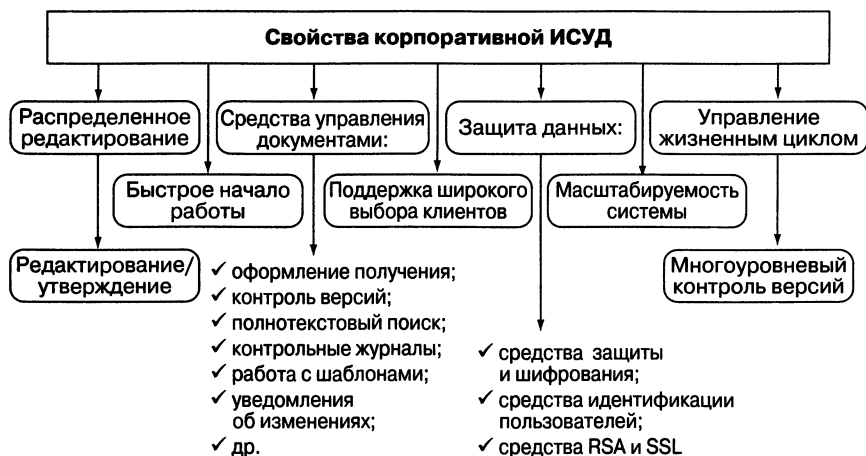 Свойства корпоративной ИСУД
Распределенное
редактирование
Средства управления
документами:
Защита данных:
Управление
жизненным циклом
Быстрое начало
работы
Поддержка широкого
выбора клиентов
Масштабируемость
системы
Редактирование/
утверждение
✓ оформление получения;
✓ контроль версий;
✓ полнотекстовый поиск;
✓ контрольные журналы;
✓ работа с шаблонами;
✓ уведомления
об изменениях;
✓ др.
✓ средства защиты
и шифрования;
✓ средства идентификации
пользователей;
✓ средства RSA и SSL
Многоуровневый
контроль версий